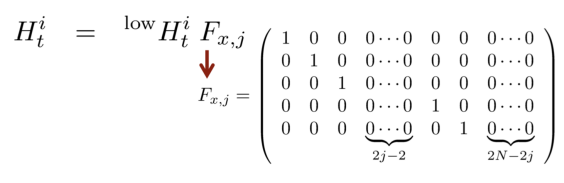 H_t^i = ^{low}H_t^i F_{x,j}
F_{x,j} =
1 0 0 0···0 0 0 0···0
0 1 0 0···0 0 0 0···0
0 0 1 0···0 0 0 0···0
0 0 0 0···0 1 0 0···0
0 0 0 0···0 0 1 0···0
2j−2 2N−2j